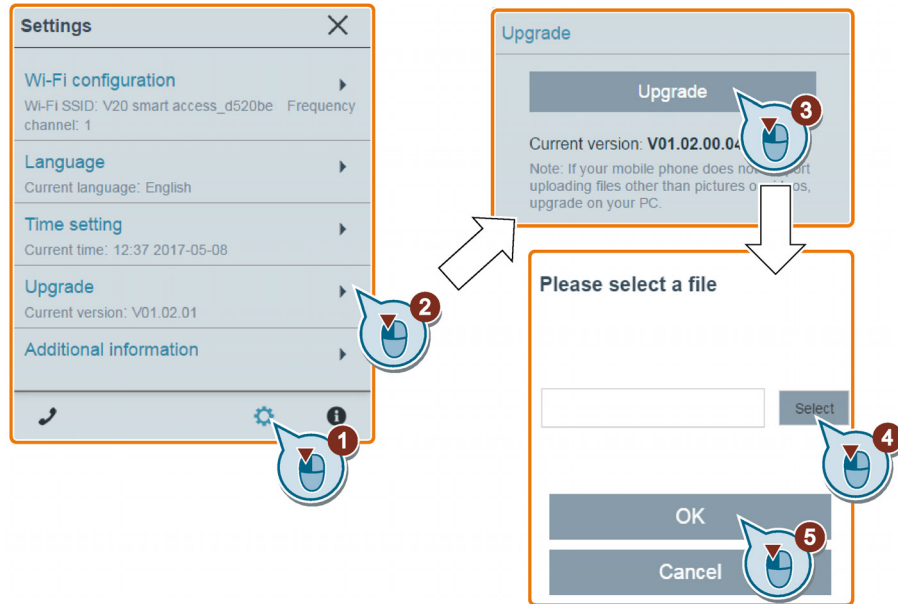 Settings
Wi-Fi configuration
Wi-Fi SSID: V20 smart access_d520be Frequency
channel: 1
Language
Current language: English
Time setting
Current time: 12:37 2017-05-08
Upgrade
Current version: V01.02.01
Additional information
1
2
Upgrade
Upgrade
3
Current version: V01.02.00.04
Note: If your mobile phone does not
uploading files other than pictures
upgrade on your PC.
Please select a file
Select
4
OK
5
Cancel